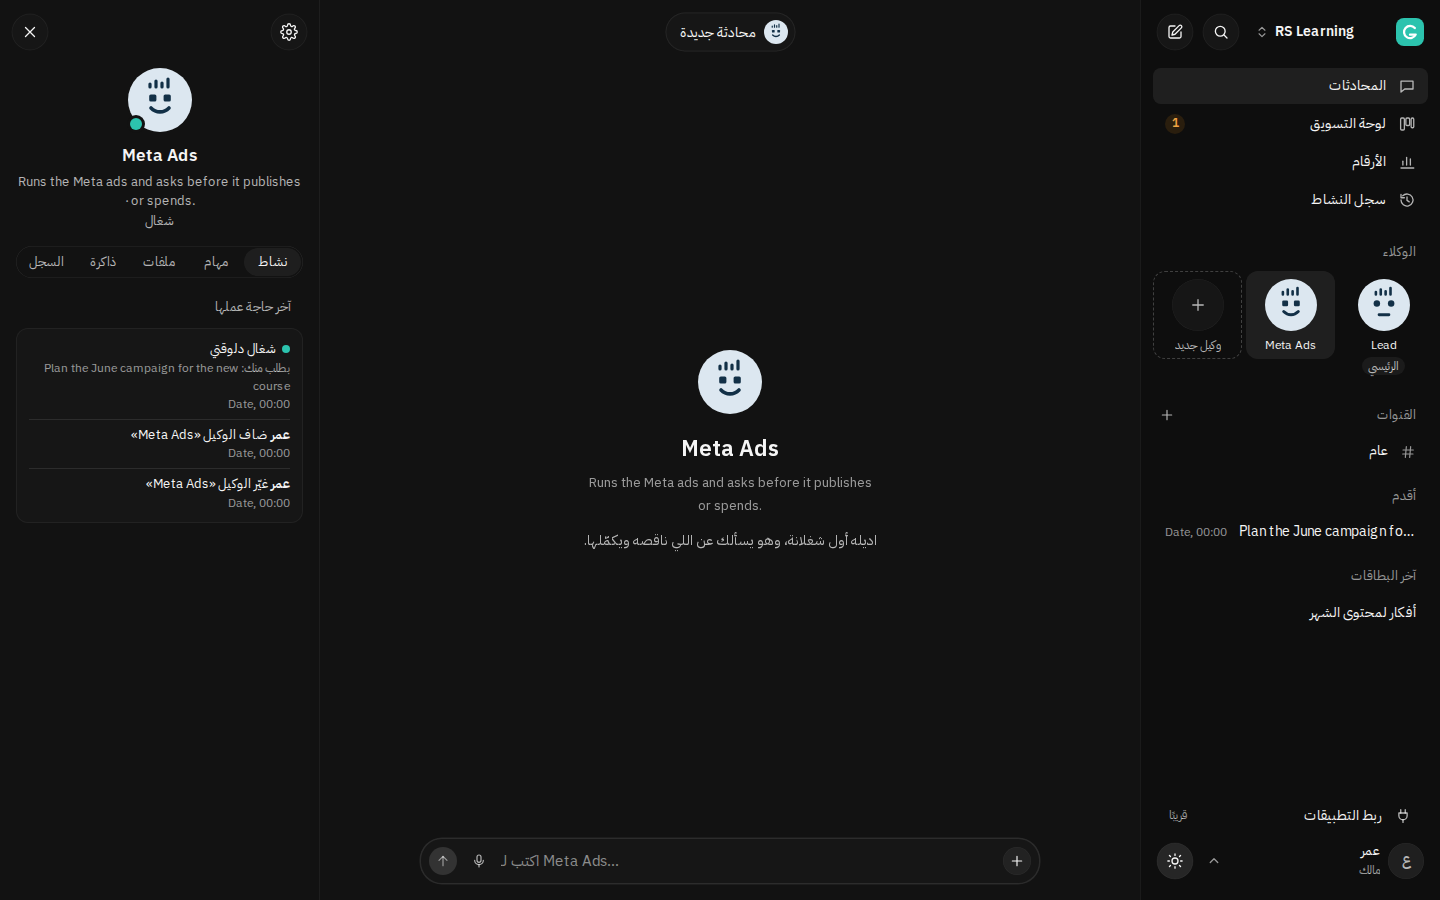 RS Learning
المحادثات
لوحة التسويق
1
الأرقام
سجل النشاط
الوكلاء
Lead
الرئيسي
Meta Ads
وكيل جديد
القنوات
عام
أقدم
Plan the June campaign fo...
Date, 00:00
آخر البطاقات
أفكار لمحتوى الشهر
ربط التطبيقات
قريبًا
ع
عمر
مالك
محادثة جديدة
Meta Ads
Runs the Meta ads and asks before it publishes
or spends.
اديله أول شغلانة، وهو يسألك عن اللي ناقصه ويكمّلها.
اكتب لـ Meta Ads...
Meta Ads
Runs the Meta ads and asks before it publishes
or spends. ·
شغال
نشاط
مهام
ملفات
ذاكرة
السجل
آخر حاجة عملها
شغال دلوقتي
بطلب منك: Plan the June campaign for the new
course
Date, 00:00
عمر ضاف الوكيل «Meta Ads»
Date, 00:00
عمر غيّر الوكيل «Meta Ads»
Date, 00:00